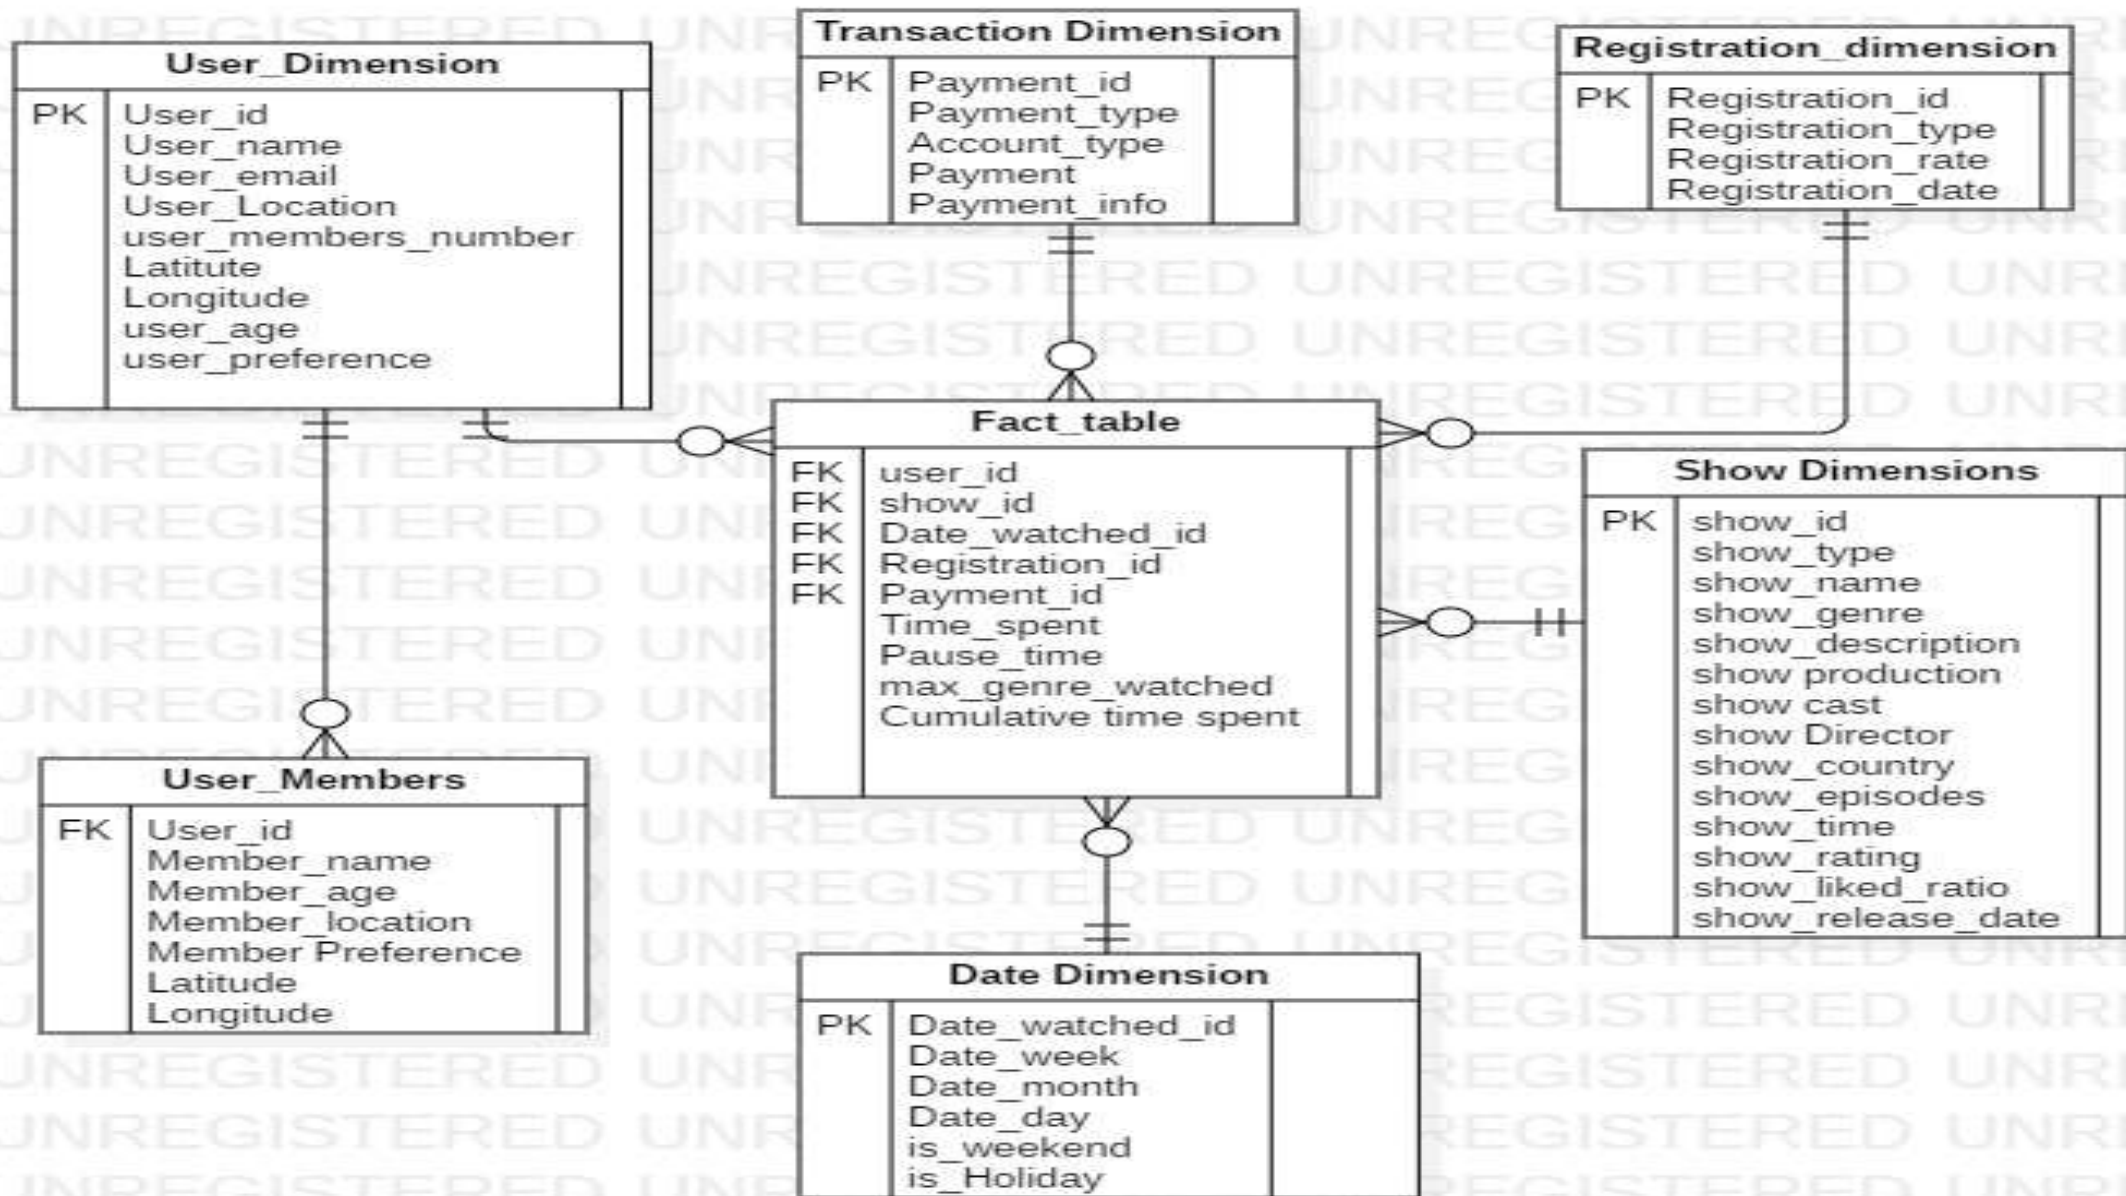 User_Dimension
PK User_id
User_name
User_email
User_Location
user_members_number
Latitute
Longitude
user_age
user_preference
Transaction Dimension
PK Payment_id
Payment_type
Account_type
Payment
Payment_info
Registration_dimension
PK Registration_id
Registration_type
Registration_rate
Registration_date
Fact_table
FK user_id
FK show_id
FK Date_watched_id
FK Registration_id
FK Payment_id
Time_spent
Pause_time
max_genre_watched
Cumulative time spent
Show Dimensions
PK show_id
show_type
show_name
show_genre
show_description
show production
show cast
show Director
show_country
show_episodes
show_time
show_rating
show_liked_ratio
show_release_date
User_Members
FK User_id
Member_name
Member_age
Member_location
Member Preference
Latitude
Longitude
Date Dimension
PK Date_watched_id
Date_week
Date_month
Date_day
is_weekend
is_Holiday
UNREGISTERED